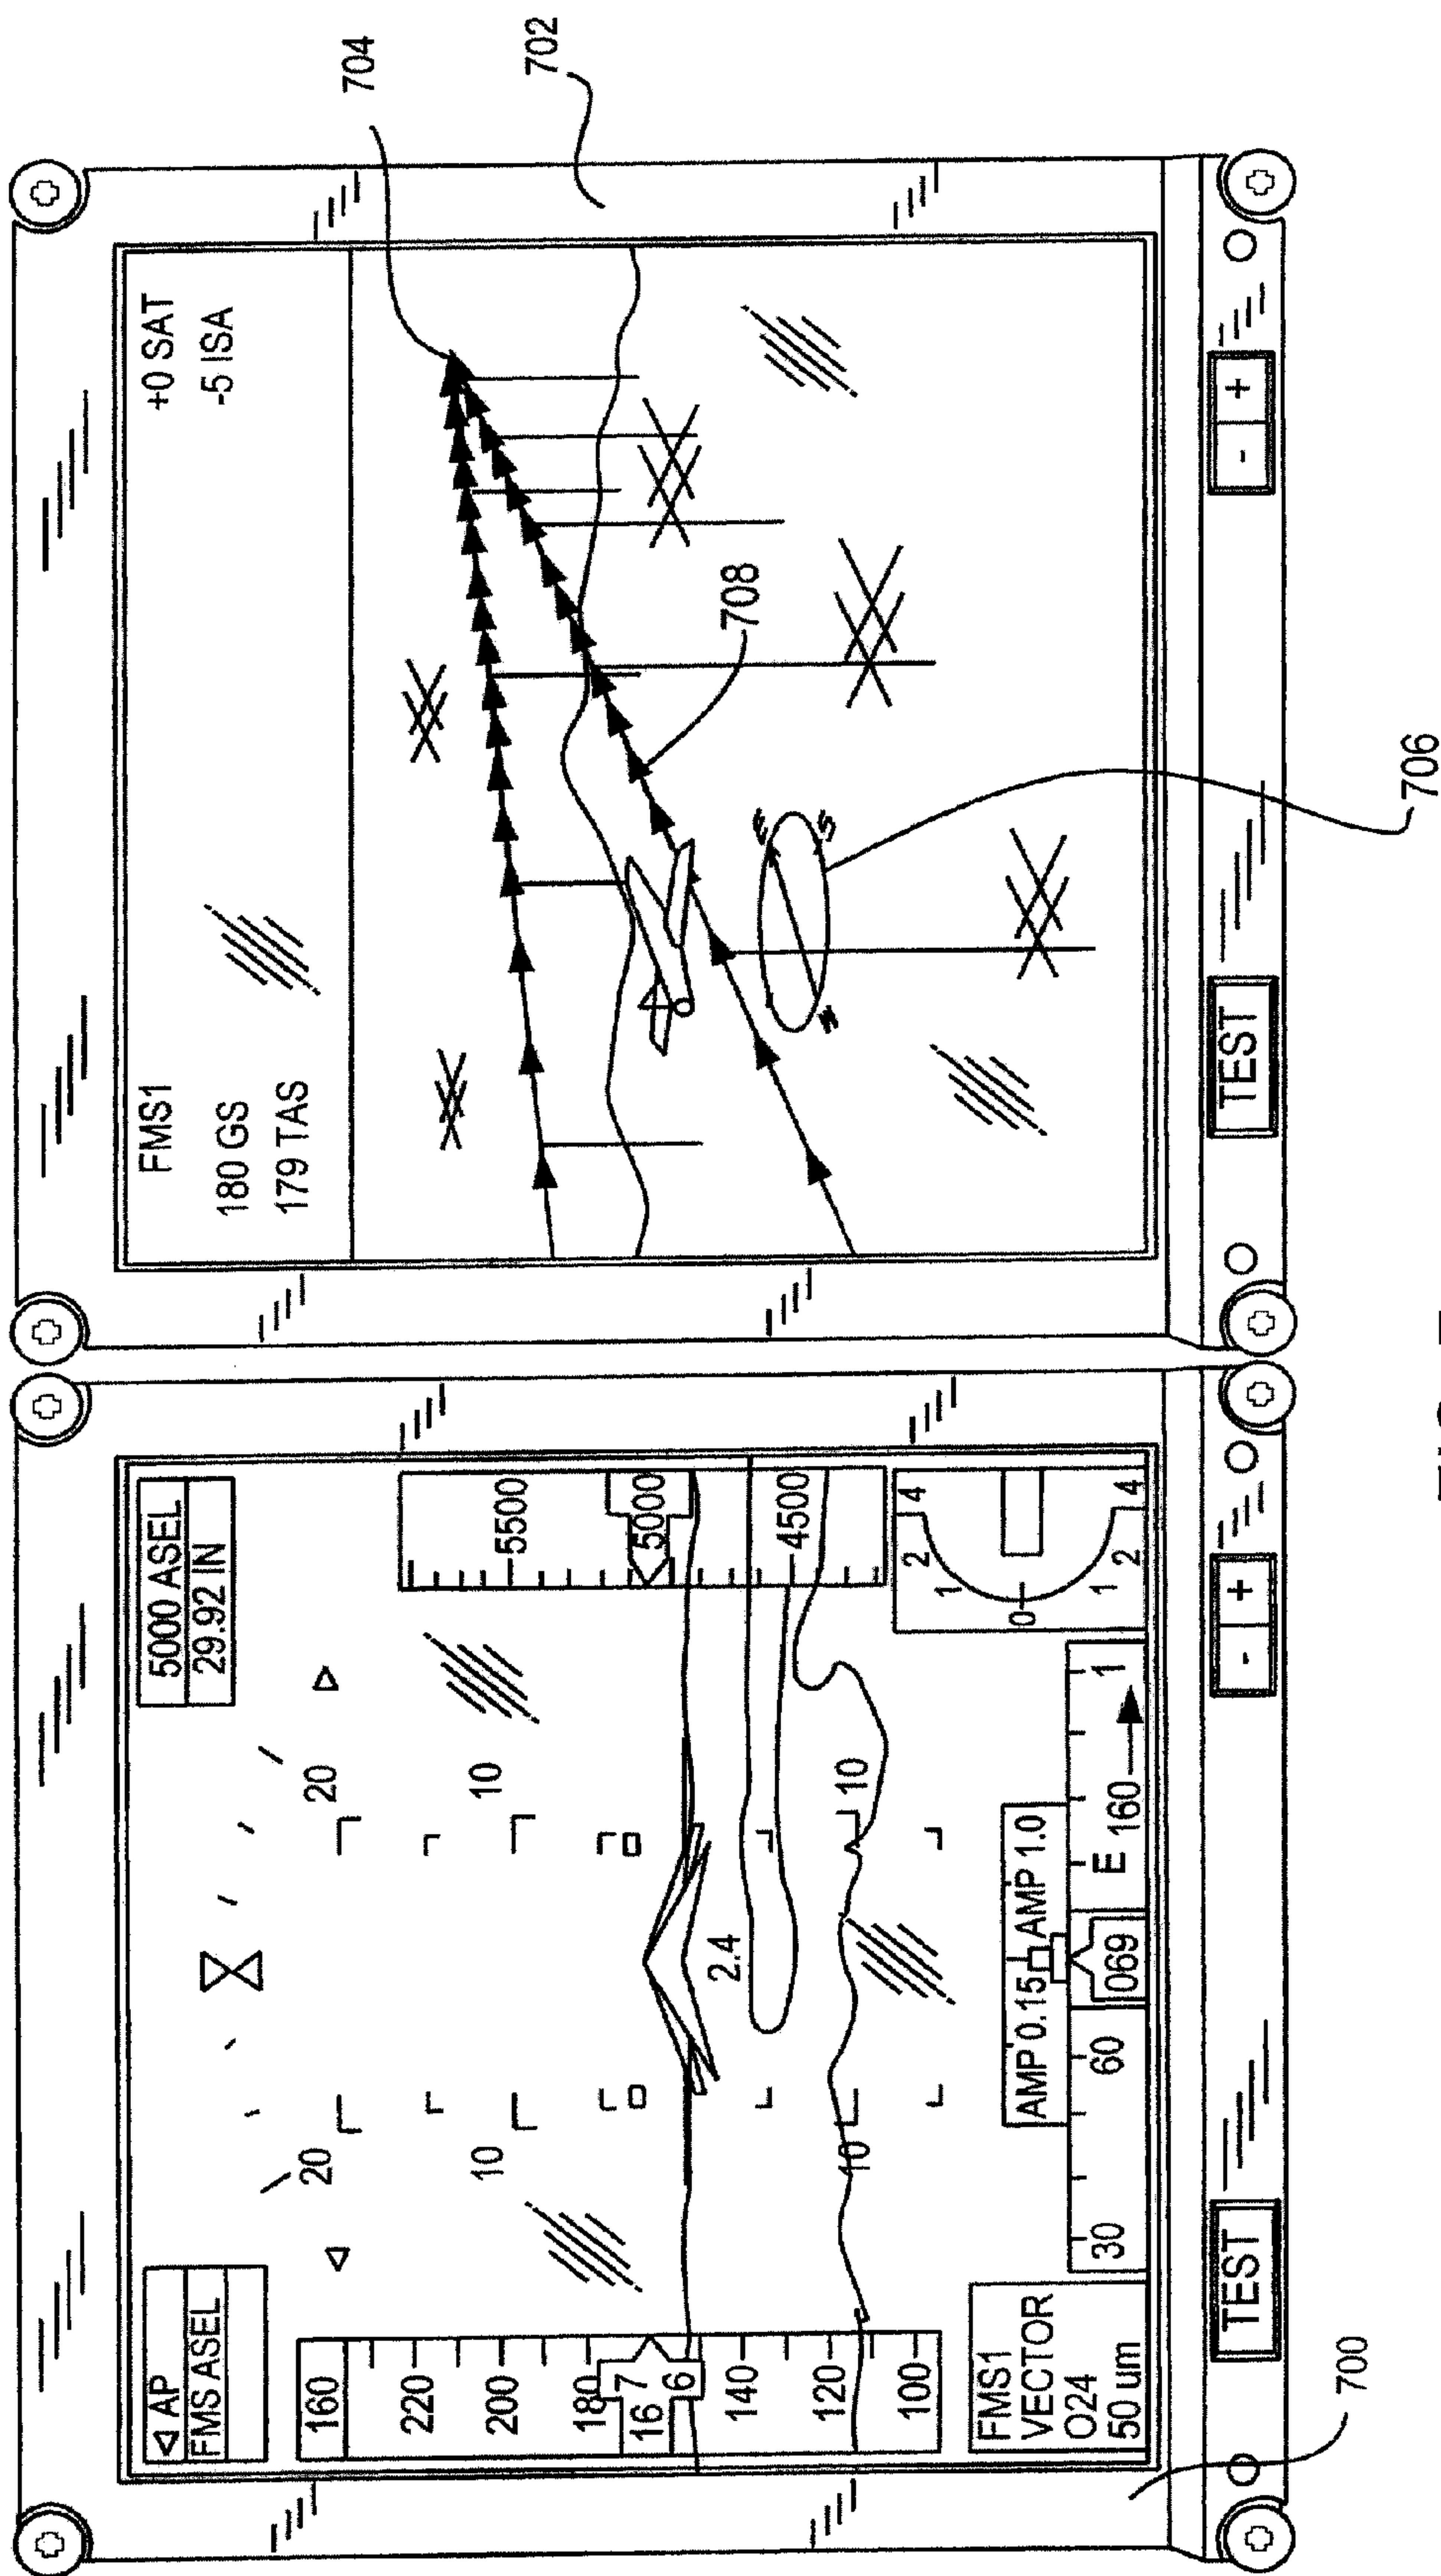 ◁ AP
FMS ASEL
5000 ASEL
29.92 IN
160
220
200
180
16 7
6
140
120
100
20
20
10
10
10
10
2.4
5500
5000
4500
4
2
1
0
1
2
4
FMS1
VECTOR
O24
50 um
AMP 0.15
AMP 1.0
30
60
069
E
160
1
TEST
- +
700
FMS1
180 GS
179 TAS
+0 SAT
-5 ISA
E
S
N
TEST
- +
702
704
706
708